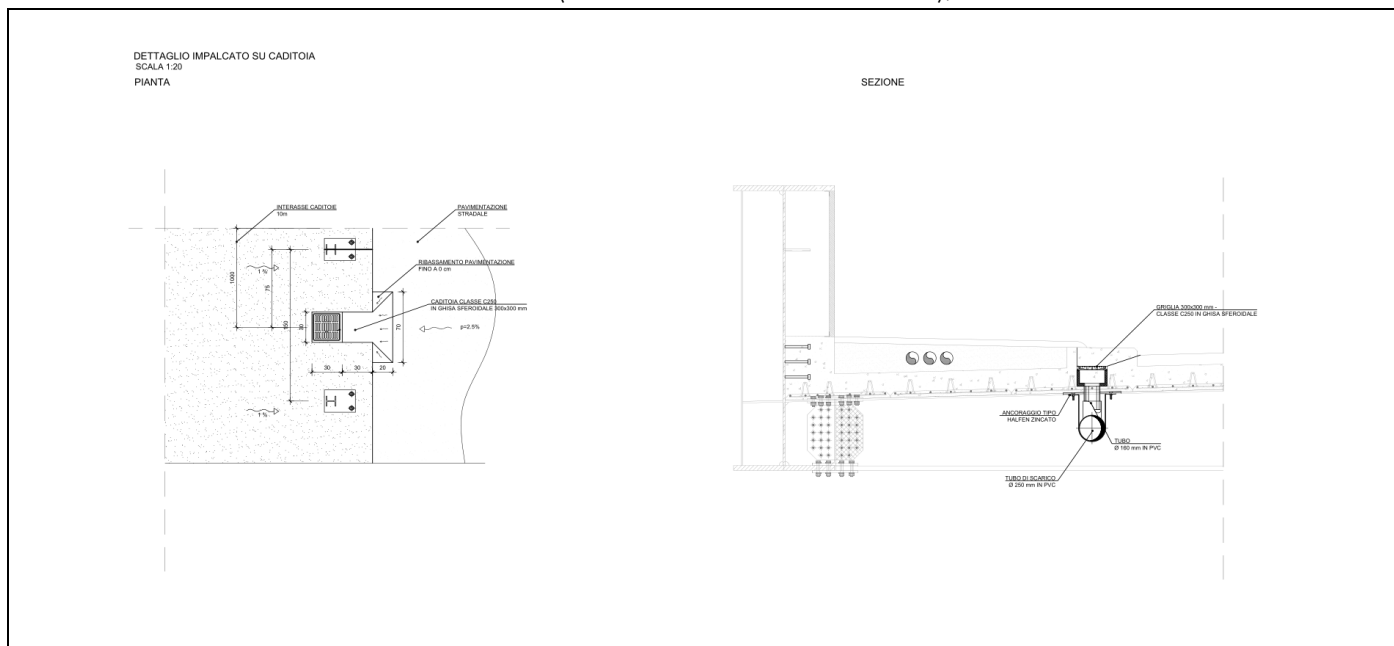 DETTAGLIO IMPALCATO SU CADITOIA
SCALA 1:20
PIANTA
SEZIONE
INTERASSE CADITOIE
10m
PAVIMENTAZIONE
STRADALE
RIBASSAMENTO PAVIMENTAZIONE
FINO A 0 cm
CADITOIA CLASSE C250
IN GHISA SFEROIDALE 300x300 mm
p=2.5%
1 %
1 %
1000
75
150
30
70
30
30
20
GRIGLIA 300x300 mm -
CLASSE C250 IN GHISA SFEROIDALE
ANCORAGGIO TIPO
HALFEN ZINCATO
TUBO
Ø 160 mm IN PVC
TUBO DI SCARICO
Ø 250 mm IN PVC